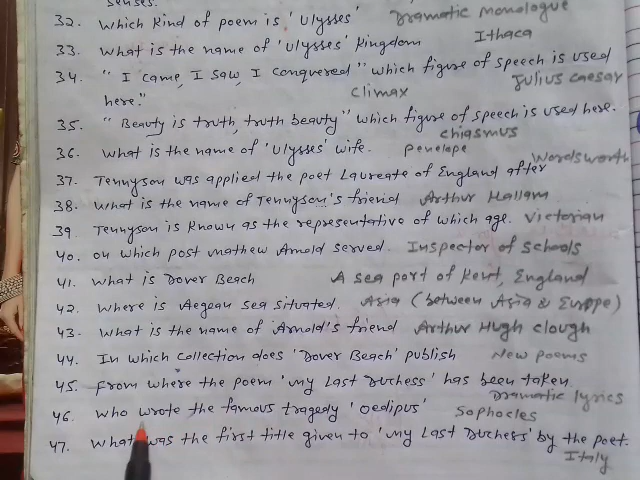 senses.
32. Which kind of poem is 'Ulysses' Dramatic monologue
33. What is the name of 'Ulysses' Kingdom Ithaca
34. "I came, I saw, I conquered" which figure of speech is used
here." Climax Julius Caesar
35. "Beauty is truth, truth beauty" which figure of speech is used here.
Chiasmus
36. What is the name of 'Ulysses' wife. Penelope
37. Tennyson was applied the poet Laureate of England after Wordsworth
38. What is the name of Tennyson's friend Arthur Hallam
39. Tennyson is known as the representative of which age. Victorian
40. On which post mathew Arnold served. Inspector of schools
41. What is Dover Beach A sea port of Kent, England
42. Where is Aegean sea situated. Asia (between Asia & Europe)
43. What is the name of Arnold's friend Arthur Hugh clough
44. In which collection does 'Dover Beach' publish New poems
45. From where the poem 'my Last Duchess' has been taken.
Dramatic lyrics
46. Who wrote the famous tragedy 'Oedipus' Sophocles
47. What was the first title given to 'my Last Duchess' by the poet.
Italy